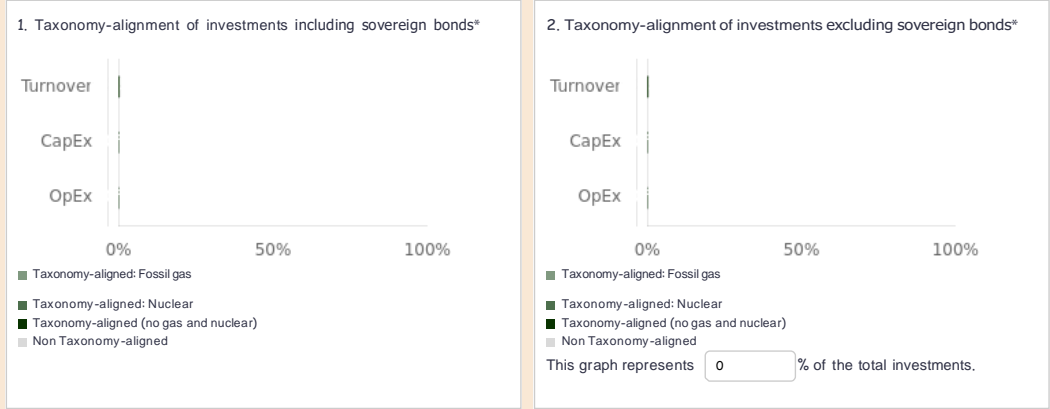 1. Taxonomy-alignment of investments including sovereign bonds*
Turnover
CapEx
OpEx
0% 50% 100%
Taxonomy-aligned: Fossil gas
Taxonomy-aligned: Nuclear
Taxonomy-aligned (no gas and nuclear)
Non Taxonomy-aligned
2. Taxonomy-alignment of investments excluding sovereign bonds*
Turnover
CapEx
OpEx
0% 50% 100%
Taxonomy-aligned: Fossil gas
Taxonomy-aligned: Nuclear
Taxonomy-aligned (no gas and nuclear)
Non Taxonomy-aligned
This graph represents 0 % of the total investments.